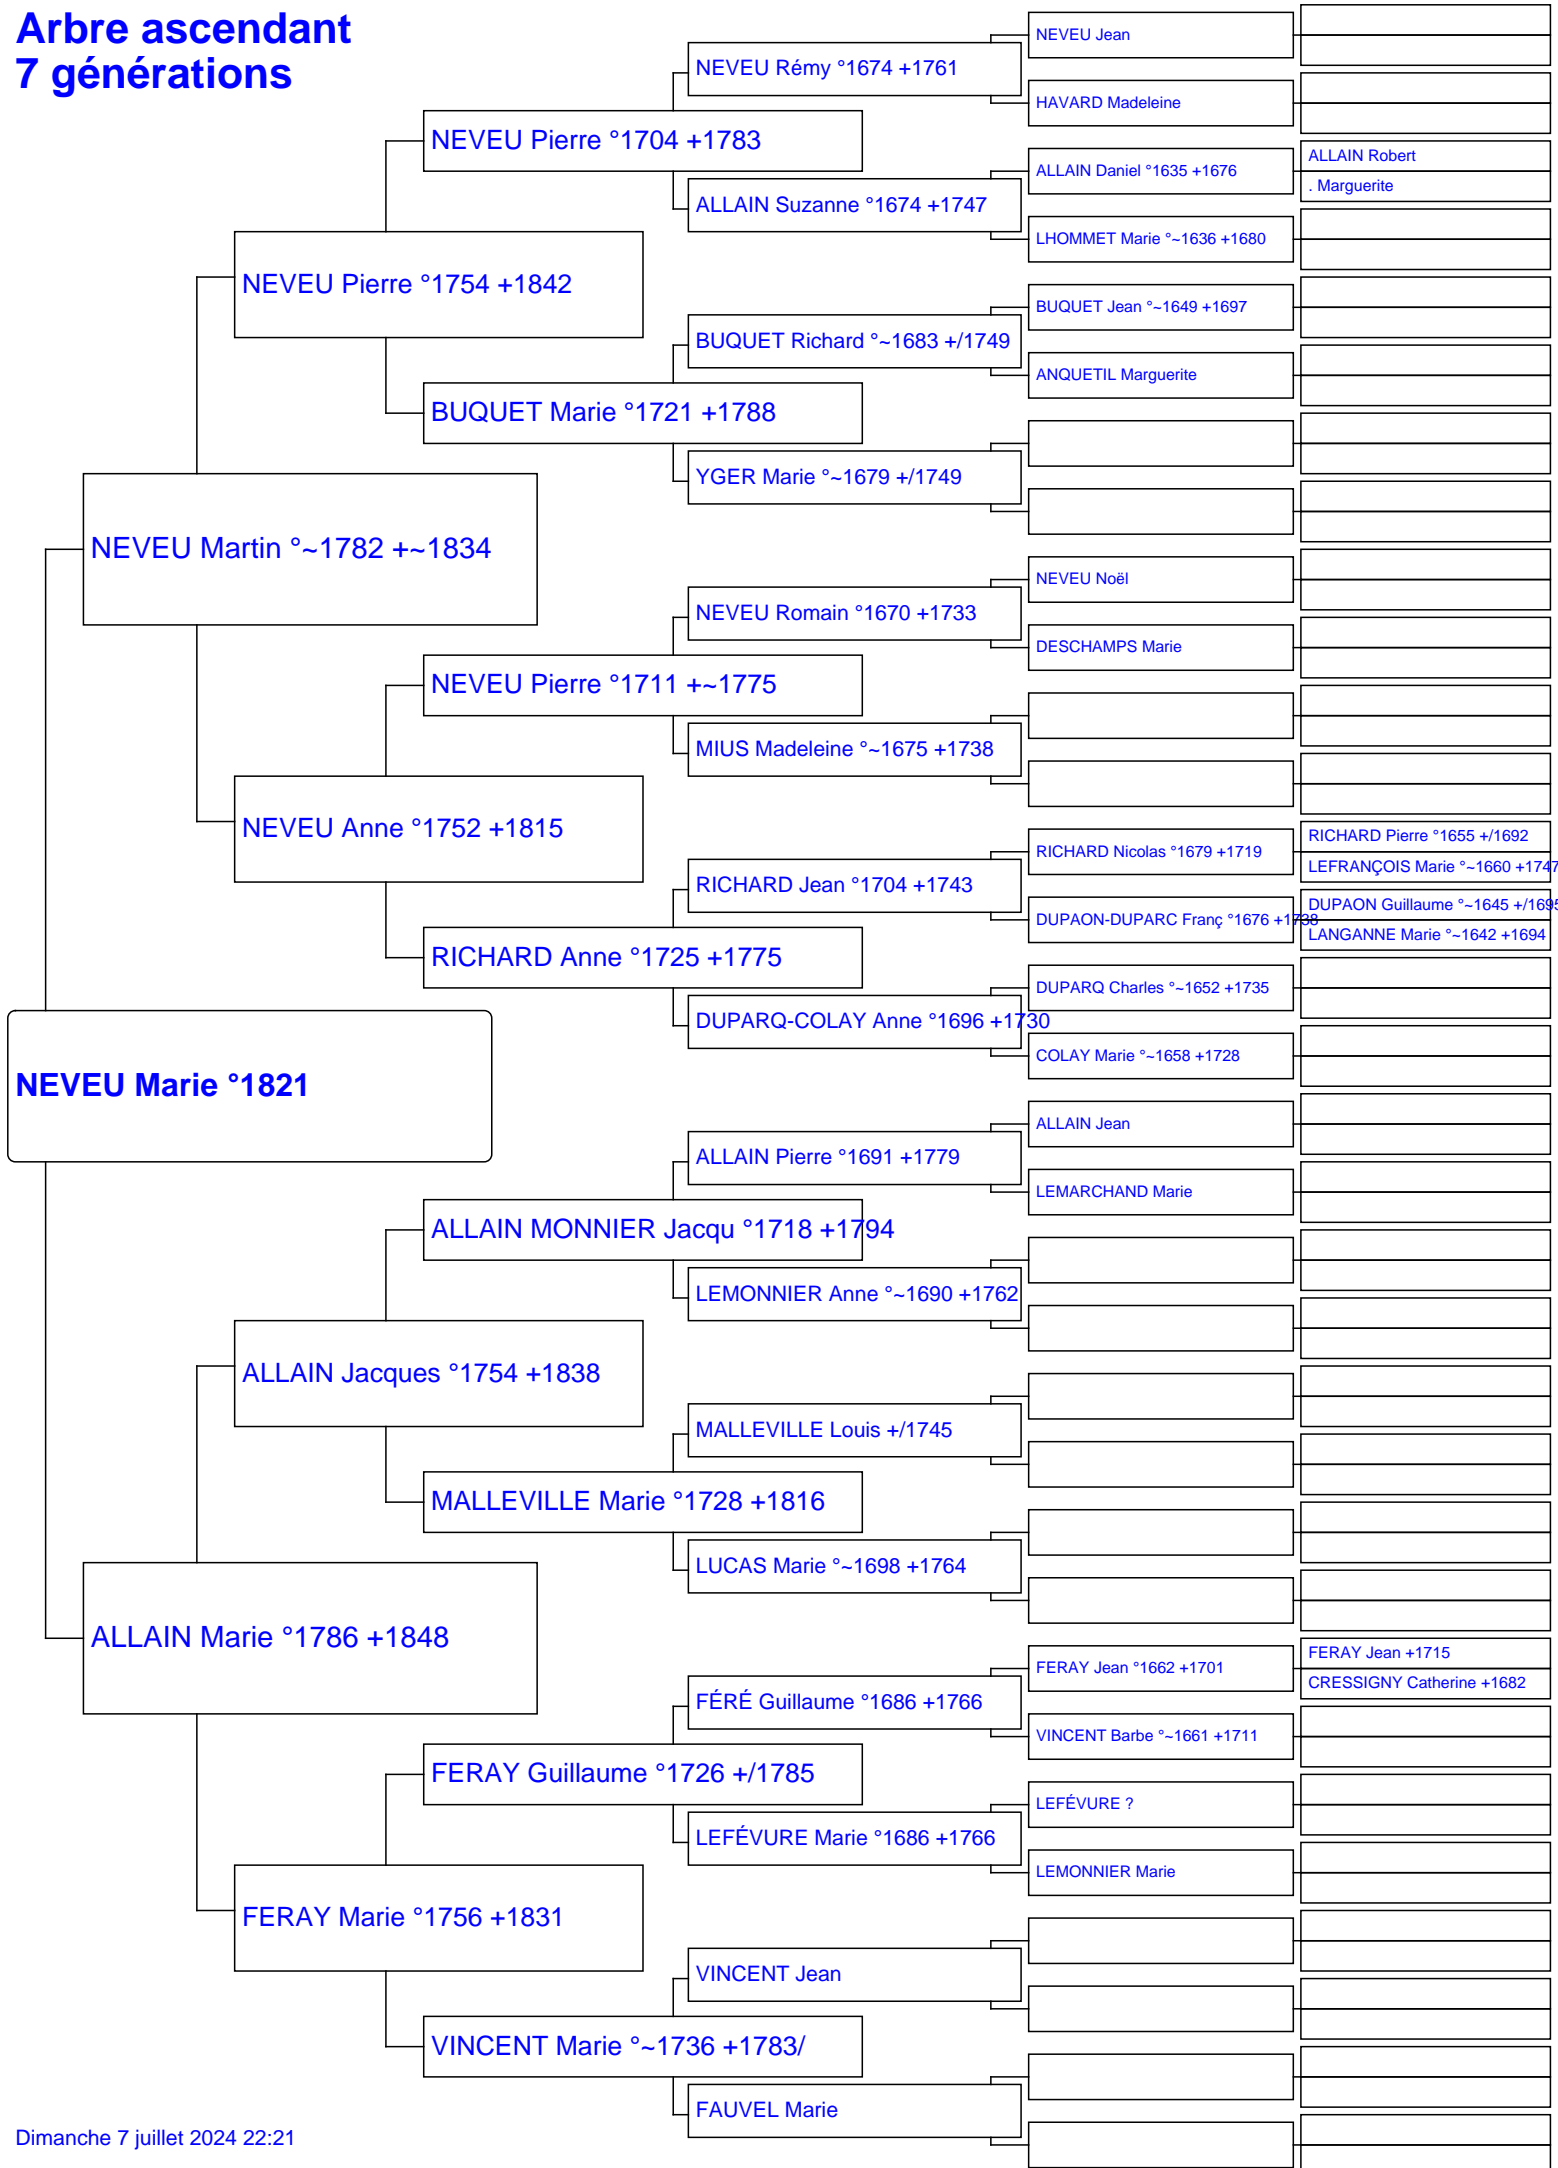 Arbre ascendant
7 générations
NEVEU Jean
NEVEU Rémy °1674 +1761
HAVARD Madeleine
NEVEU Pierre °1704 +1783
ALLAIN Robert
ALLAIN Daniel °1635 +1676
. Marguerite
ALLAIN Suzanne °1674 +1747
LHOMMET Marie °~1636 +1680
NEVEU Pierre °1754 +1842
BUQUET Jean °~1649 +1697
BUQUET Richard °~1683 +/1749
ANQUETIL Marguerite
BUQUET Marie °1721 +1788
YGER Marie °~1679 +/1749
NEVEU Martin °~1782 +~1834
NEVEU Noël
NEVEU Romain °1670 +1733
DESCHAMPS Marie
NEVEU Pierre °1711 +~1775
MIUS Madeleine °~1675 +1738
NEVEU Anne °1752 +1815
RICHARD Pierre °1655 +/1692
RICHARD Nicolas °1679 +1719
LEFRANÇOIS Marie °~1660 +1747
RICHARD Jean °1704 +1743
DUPAON Guillaume °~1645 +/1695
DUPAON-DUPARC Franç °1676 +1738
LANGANNE Marie °~1642 +1694
RICHARD Anne °1725 +1775
DUPARQ Charles °~1652 +1735
DUPARQ-COLAY Anne °1696 +1730
COLAY Marie °~1658 +1728
NEVEU Marie °1821
ALLAIN Jean
ALLAIN Pierre °1691 +1779
LEMARCHAND Marie
ALLAIN MONNIER Jacqu °1718 +1794
LEMONNIER Anne °~1690 +1762
ALLAIN Jacques °1754 +1838
MALLEVILLE Louis +/1745
MALLEVILLE Marie °1728 +1816
LUCAS Marie °~1698 +1764
ALLAIN Marie °1786 +1848
FERAY Jean +1715
FERAY Jean °1662 +1701
CRESSIGNY Catherine +1682
FÉRÉ Guillaume °1686 +1766
VINCENT Barbe °~1661 +1711
FERAY Guillaume °1726 +/1785
LEFÉVURE ?
LEFÉVURE Marie °1686 +1766
LEMONNIER Marie
FERAY Marie °1756 +1831
VINCENT Jean
VINCENT Marie °~1736 +1783/
FAUVEL Marie
Dimanche 7 juillet 2024 22:21